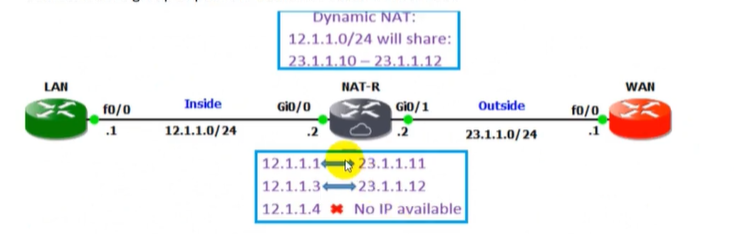 Dynamic NAT:
12.1.1.0/24 will share:
23.1.1.10 – 23.1.1.12
LAN
NAT-R
WAN
f0/0
Inside
Gi0/0
Gi0/1
Outside
f0/0
.1
12.1.1.0/24
.2
.2
23.1.1.0/24
.1
12.1.1.1 23.1.1.11
12.1.1.3 23.1.1.12
12.1.1.4 No IP available